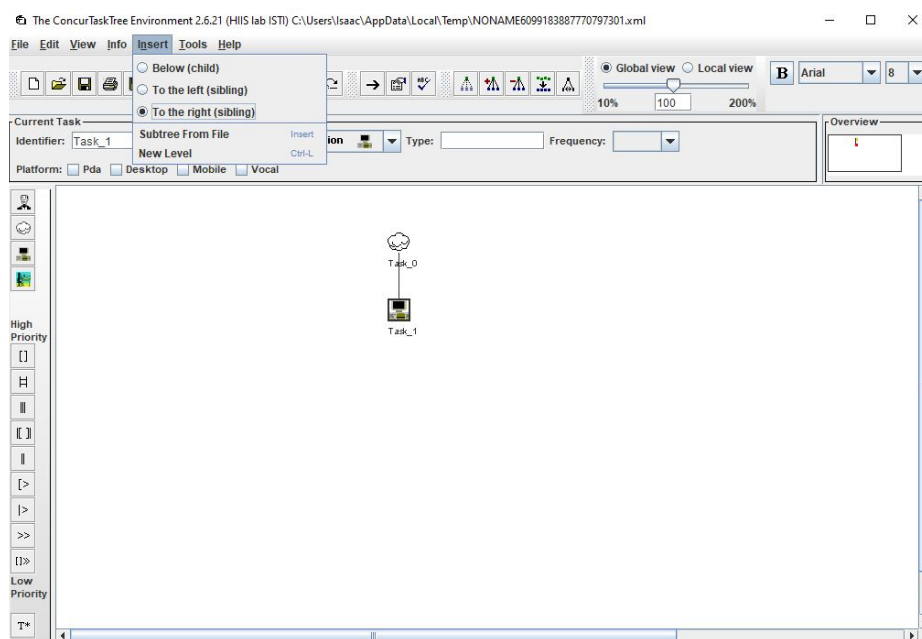 The ConcurTaskTree Environment 2.6.21 (HIIS lab ISTI) C:\Users\Isaac\AppData\Local\Temp\NONAME6099183887770797301.xml
File Edit View Info Insert Tools Help
Below (child)
To the left (sibling)
To the right (sibling)
Subtree From File Insert
New Level Ctrl-L
Global view Local view
10% 100 200%
B Arial 8
Current Task
Identifier: Task_1 ion Type: Frequency:
Platform: Pda Desktop Mobile Vocal
Overview
Task_0
Task_1
High
Priority
[]
|=|
|||
|[]|
||
[>
|>
>>
[]>>
Low
Priority
T*